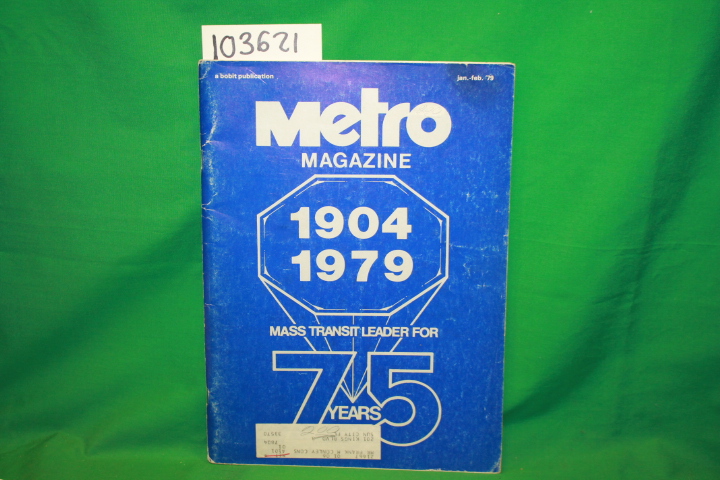 103621
a bobit publication
jan.-feb. '79
Metro
MAGAZINE
1904
1979
MASS TRANSIT LEADER FOR
75
YEARS